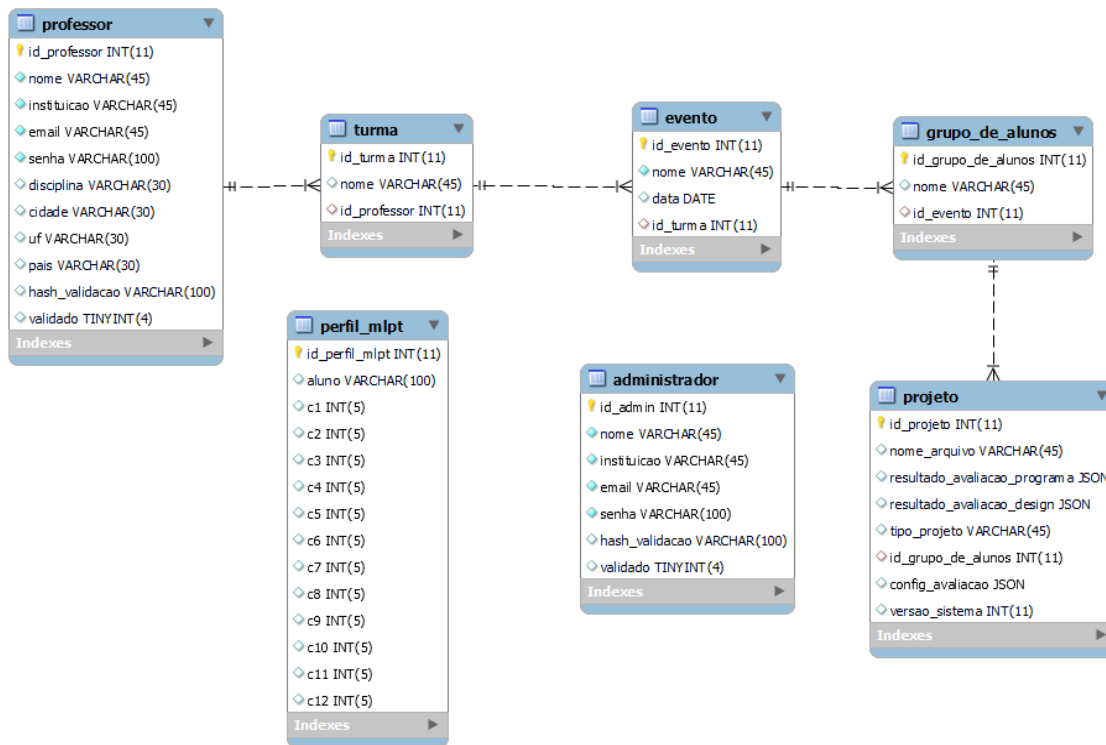 professor
id_professor INT(11)
nome VARCHAR(45)
instituicao VARCHAR(45)
email VARCHAR(45)
senha VARCHAR(100)
disciplina VARCHAR(30)
cidade VARCHAR(30)
uf VARCHAR(30)
pais VARCHAR(30)
hash_validacao VARCHAR(100)
validado TINYINT(4)
Indexes
turma
id_turma INT(11)
nome VARCHAR(45)
id_professor INT(11)
Indexes
evento
id_evento INT(11)
nome VARCHAR(45)
data DATE
id_turma INT(11)
Indexes
grupo_de_alunos
id_grupo_de_alunos INT(11)
nome VARCHAR(45)
id_evento INT(11)
Indexes
perfil_mlpt
id_perfil_mlpt INT(11)
aluno VARCHAR(100)
c1 INT(5)
c2 INT(5)
c3 INT(5)
c4 INT(5)
c5 INT(5)
c6 INT(5)
c7 INT(5)
c8 INT(5)
c9 INT(5)
c10 INT(5)
c11 INT(5)
c12 INT(5)
Indexes
administrador
id_admin INT(11)
nome VARCHAR(45)
instituicao VARCHAR(45)
email VARCHAR(45)
senha VARCHAR(100)
hash_validacao VARCHAR(100)
validado TINYINT(4)
Indexes
projeto
id_projeto INT(11)
nome_arquivo VARCHAR(45)
resultado_avaliacao_programa JSON
resultado_avaliacao_design JSON
tipo_projeto VARCHAR(45)
id_grupo_de_alunos INT(11)
config_avaliacao JSON
versao_sistema INT(11)
Indexes